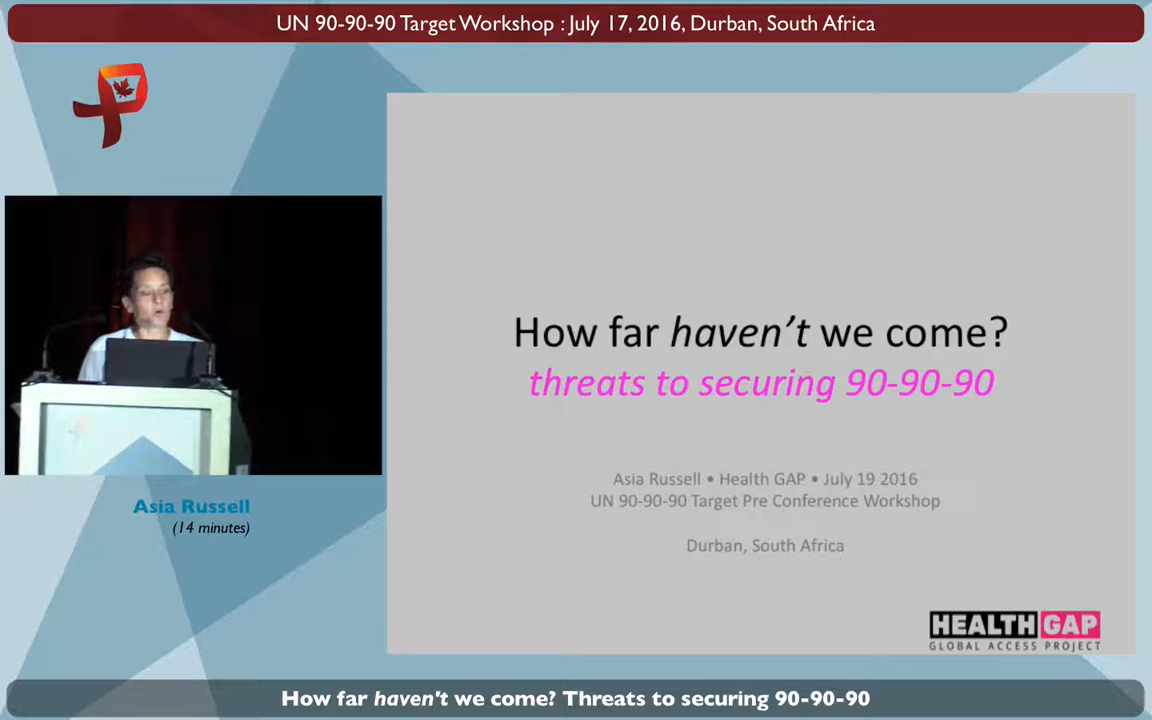 UN 90-90-90 Target Workshop : July 17, 2016, Durban, South Africa
How far haven't we come?
threats to securing 90-90-90
Asia Russell • Health GAP • July 19 2016
UN 90-90-90 Target Pre Conference Workshop
Durban, South Africa
HEALTH GAP
GLOBAL ACCESS PROJECT
Asia Russell
(14 minutes)
How far haven't we come? Threats to securing 90-90-90